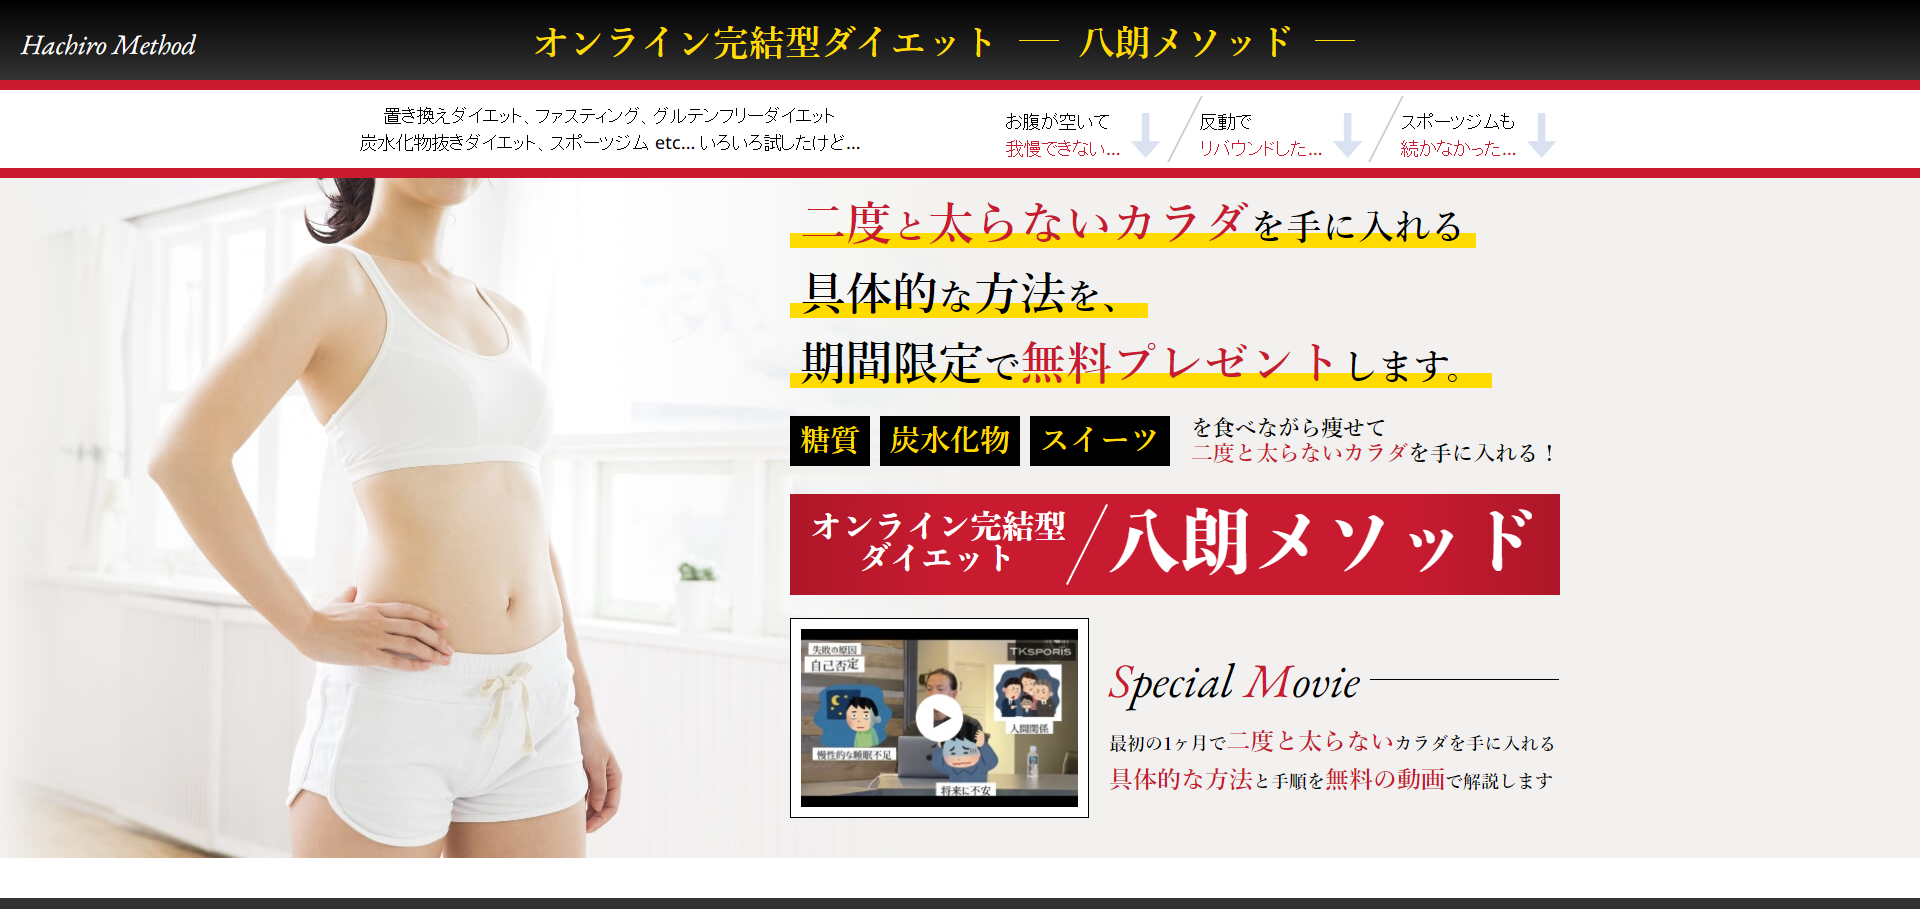 Hachiro Method
オンライン完結型ダイエット ― 八朗メソッド ―
置き換えダイエット、ファスティング、グルテンフリーダイエット
炭水化物抜きダイエット、スポーツジム etc... いろいろ試したけど...
お腹が空いて
我慢できない...
反動で
リバウンドした...
スポーツジムも
続かなかった...
二度と太らないカラダを手に入れる
具体的な方法を、
期間限定で無料プレゼントします。
糖質 炭水化物 スイーツ
を食べながら痩せて
二度と太らないカラダを手に入れる！
オンライン完結型
ダイエット
八朗メソッド
失敗の原因
自己否定
TKSPORTS
人間関係
慢性的な睡眠不足
将来に不安
Special Movie
最初の1ヶ月で二度と太らないカラダを手に入れる
具体的な方法と手順を無料の動画で解説します